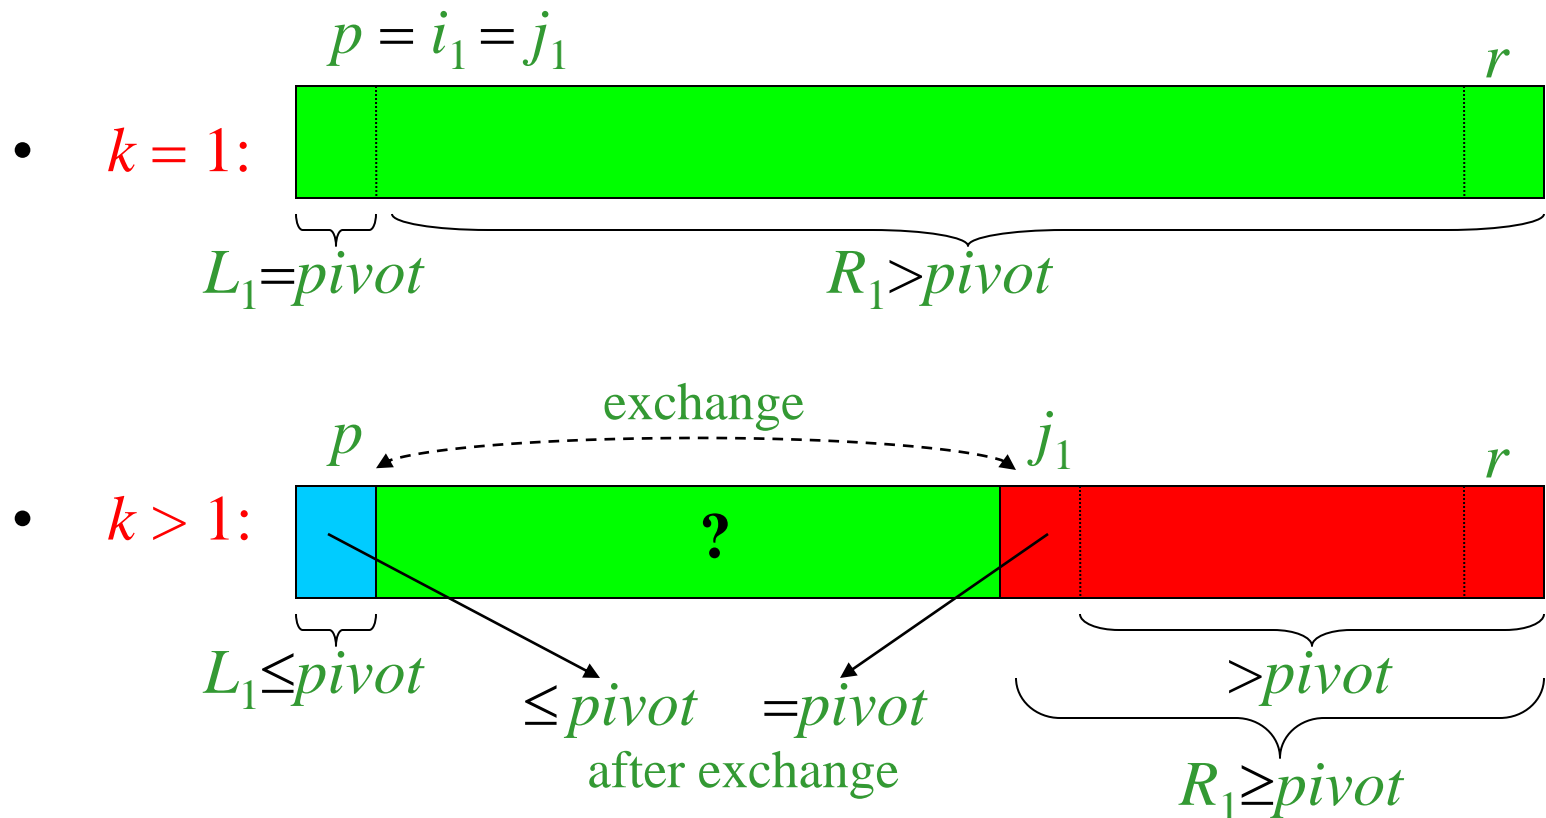 p = i₁ = j₁
r
• k = 1:
L₁=pivot
R₁>pivot
exchange
p
j₁
r
• k > 1:
?
L₁≤pivot
≤ pivot
=pivot
>pivot
after exchange
R₁≥pivot